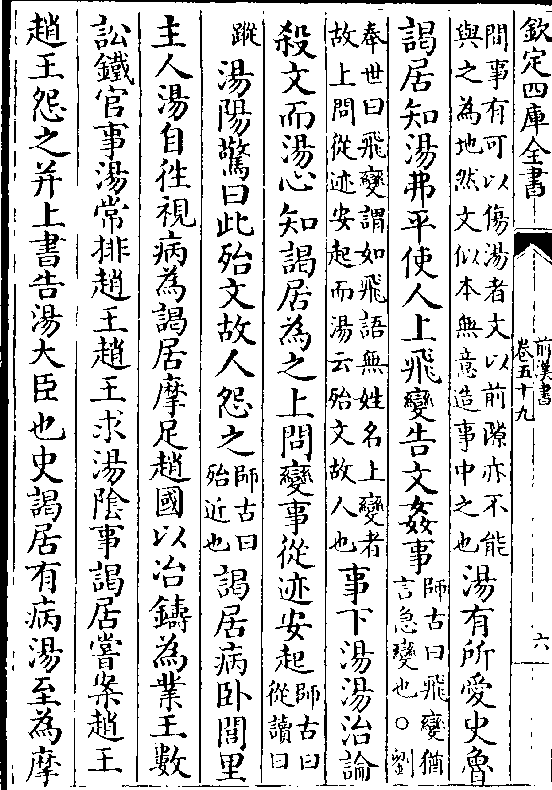 欽定四庫全書
前漢書
卷五十九
六
間事有可以傷湯者文以前隙亦不能
與之為地然文似本無意造事中之也
湯有所愛史魯
謁居知湯弗平使人上飛變告文姦事
師古曰飛變猶
言急變也○劉
奉世曰飛變謂如飛語無姓名上變者
故上問從迹安起而湯云殆文故人也
事下湯湯治論
殺文而湯心知謁居為之上問變事從迹安起
師古曰
從讀曰
蹤
湯陽驚曰此殆文故人怨之
師古曰
殆近也
謁居病卧閭里
主人湯自徃視病為謁居摩足趙國以冶鑄為業王數
訟鐵官事湯常排趙王趙王求湯陰事謁居嘗案趙王
趙王怨之并上書告湯大臣也史謁居有病湯至為摩